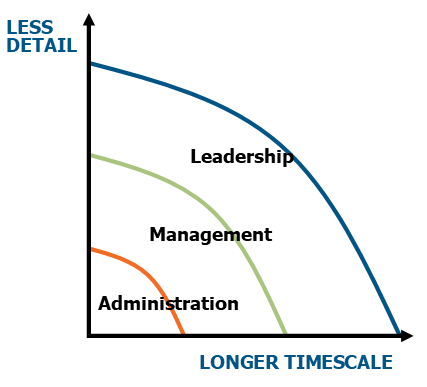 LESS
DETAIL
Leadership
Management
Administration
LONGER TIMESCALE